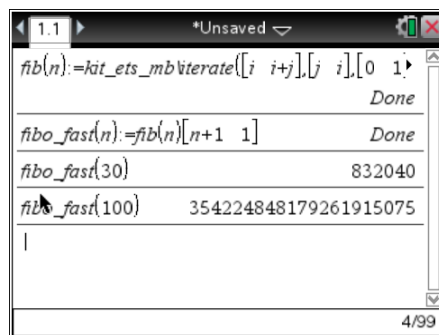 1.1 *Unsaved
fib(n):=kit_ets_mb\iterate([i i+j],[j i],[0 1
Done
fibo_fast(n):=fib(n)[n+1 1] Done
fibo_fast(30) 832040
fibo_fast(100) 354224848179261915075
4/99